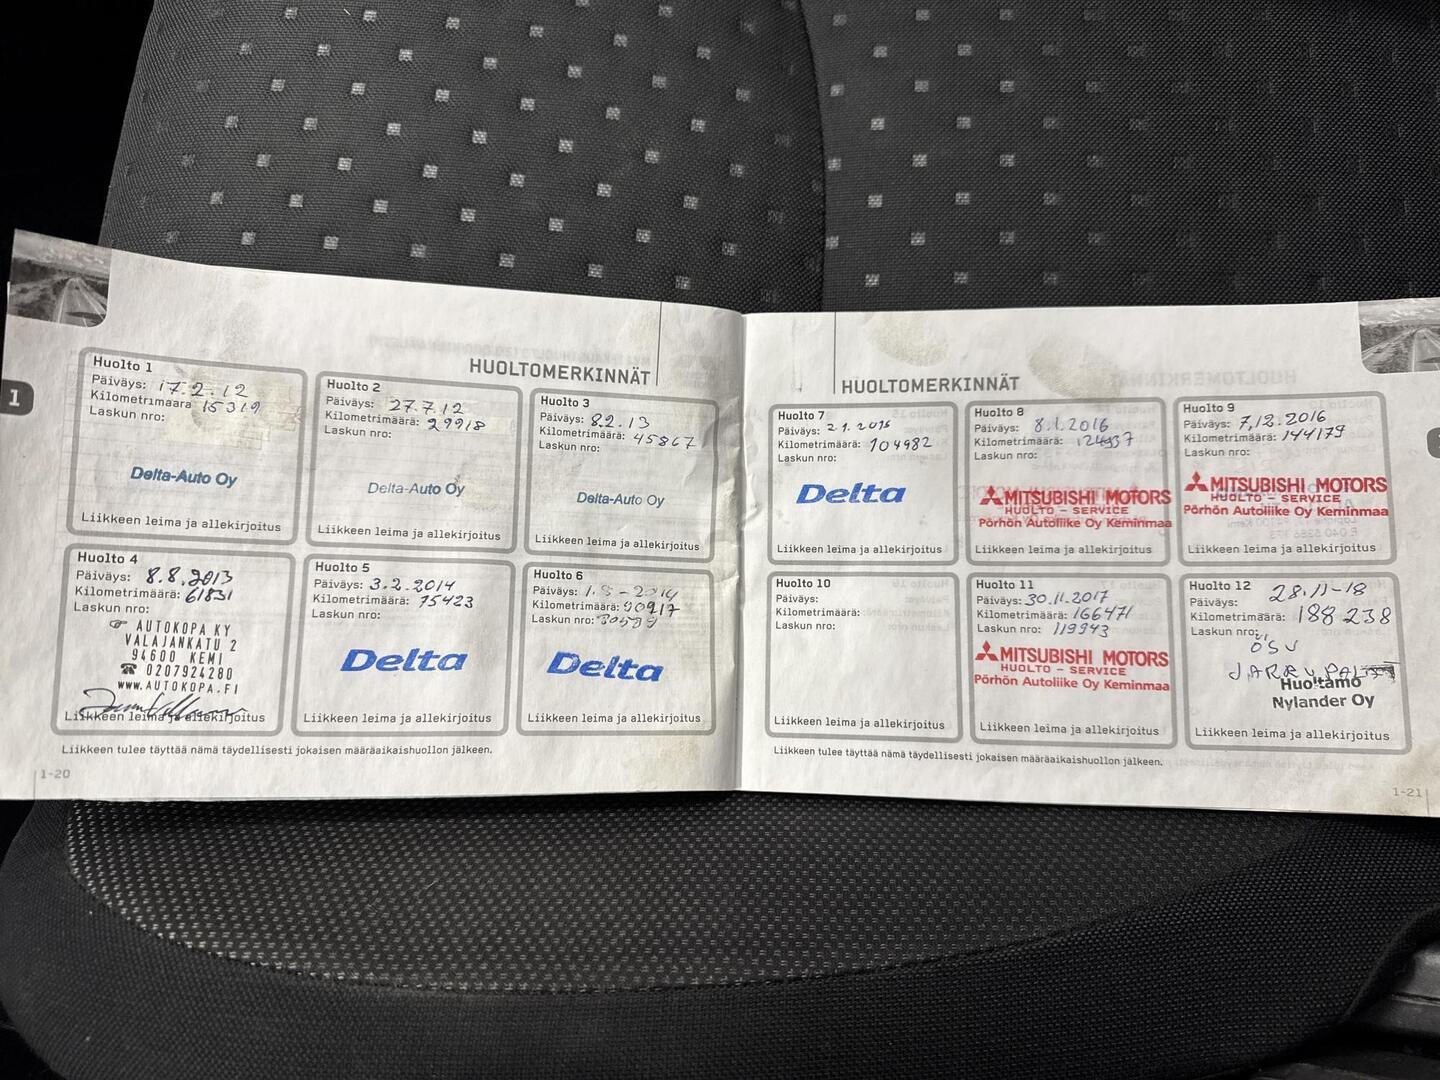 1
HUOLTOMERKINNÄT
Huolto 1
Päiväys: 17.2.12
Kilometrimäärä 15319
Laskun nro:
Delta-Auto Oy
Liikkeen leima ja allekirjoitus
Huolto 2
Päiväys: 27.7.12
Kilometrimäärä: 29918
Laskun nro:
Delta-Auto Oy
Liikkeen leima ja allekirjoitus
Huolto 3
Päiväys: 8.2.13
Kilometrimäärä: 45867
Laskun nro:
Delta-Auto Oy
Liikkeen leima ja allekirjoitus
Huolto 4
Päiväys: 8.8.2013
Kilometrimäärä: 61831
Laskun nro:
AUTOKOPA KY
VALAJANKATU 2
94600 KEMI
0207924280
www.AUTOKOPA.FI
Liikkeen leima ja allekirjoitus
Huolto 5
Päiväys: 3.2.2014
Kilometrimäärä: 75423
Laskun nro:
Delta
Liikkeen leima ja allekirjoitus
Huolto 6
Päiväys:
Kilometrimäärä: 90917
Laskun nro:
Delta
Liikkeen leima ja allekirjoitus
Liikkeen tulee täyttää nämä täydellisesti jokaisen määräaikaishuollon jälkeen.
1-20
HUOLTOMERKINNÄT
Huolto 7
Päiväys:
Kilometrimäärä: 104982
Laskun nro:
Delta
Liikkeen leima ja allekirjoitus
Huolto 8
Päiväys: 8.1.2016
Kilometrimäärä:
Laskun nro:
MITSUBISHI MOTORS
HUOLTO - SERVICE
Pörhön Autoliike Oy Keminmaa
Liikkeen leima ja allekirjoitus
Huolto 9
Päiväys: 7.12.2016
Kilometrimäärä: 144179
Laskun nro:
MITSUBISHI MOTORS
HUOLTO - SERVICE
Pörhön Autoliike Oy Keminmaa
Liikkeen leima ja allekirjoitus
Huolto 10
Päiväys:
Kilometrimäärä:
Laskun nro:
Liikkeen leima ja allekirjoitus
Huolto 11
Päiväys: 30.11.2017
Kilometrimäärä: 166471
Laskun nro: 119943
MITSUBISHI MOTORS
HUOLTO - SERVICE
Pörhön Autoliike Oy Keminmaa
Liikkeen leima ja allekirjoitus
Huolto 12
Päiväys: 28.11-18
Kilometrimäärä: 188 238
Laskun nro:
ÖSV
Huoltamo
Nylander Oy
Liikkeen leima ja allekirjoitus
Liikkeen tulee täyttää nämä täydellisesti jokaisen määräaikaishuollon jälkeen.
1-21